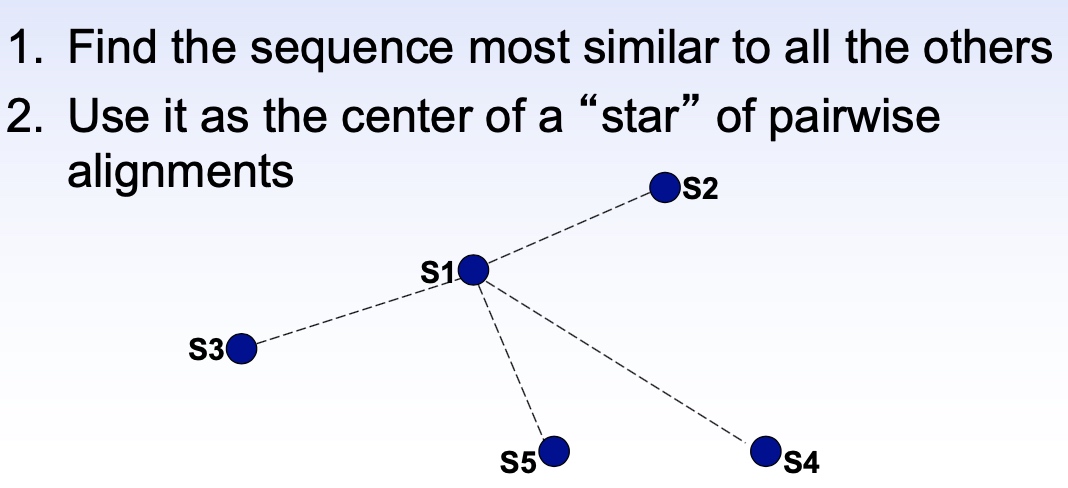 1. Find the sequence most similar to all the others
2. Use it as the center of a “star” of pairwise
alignments
S2
S1
S3
S5
S4